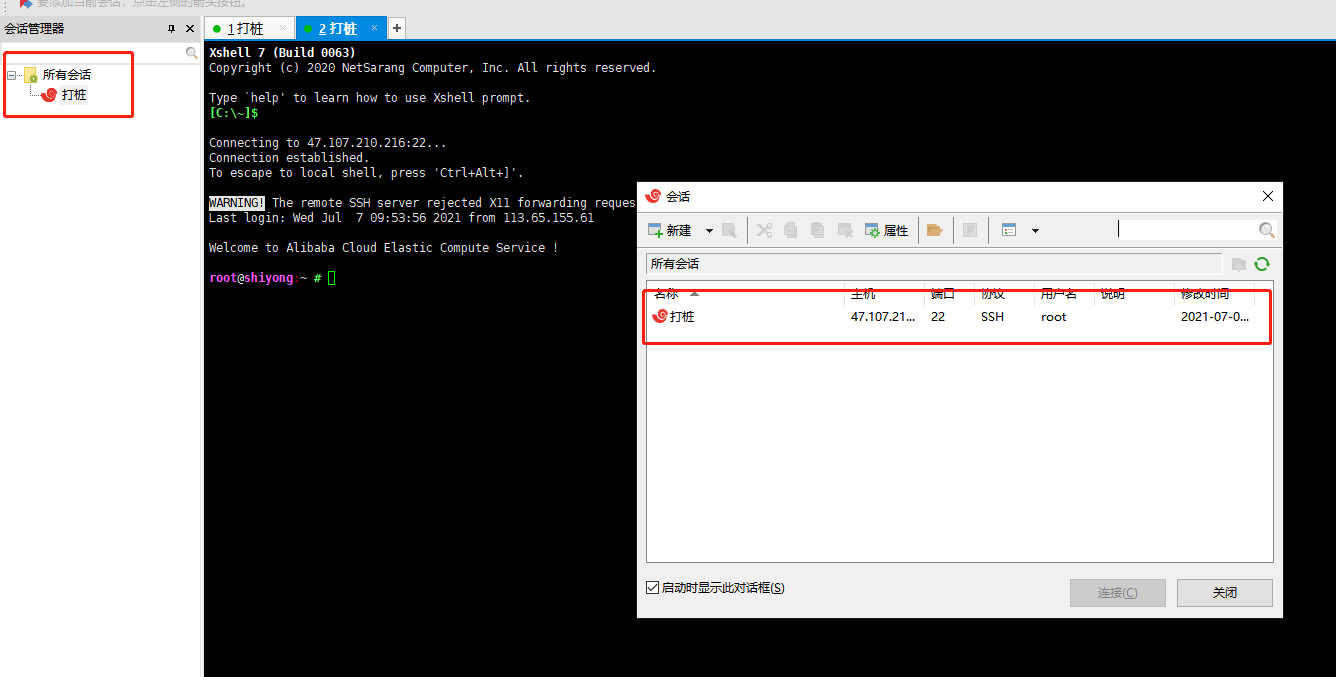 要添加当前会话，点击左侧的箭头按钮。
会话管理器
1 打桩
2 打桩
所有会话
打桩
Xshell 7 (Build 0063)
Copyright (c) 2020 NetSarang Computer, Inc. All rights reserved.
Type `help' to learn how to use Xshell prompt.
[C:\~]$
Connecting to 47.107.210.216:22...
Connection established.
To escape to local shell, press 'Ctrl+Alt+]'.
WARNING! The remote SSH server rejected X11 forwarding reques
Last login: Wed Jul  7 09:53:56 2021 from 113.65.155.61
Welcome to Alibaba Cloud Elastic Compute Service !
root@shiyong:~ #
会话
新建 属性
所有会话
名称 主机 端口 协议 用户名 说明 修改时间
打桩 47.107.21... 22 SSH root 2021-07-0...
启动时显示此对话框(S)
连接(C) 关闭